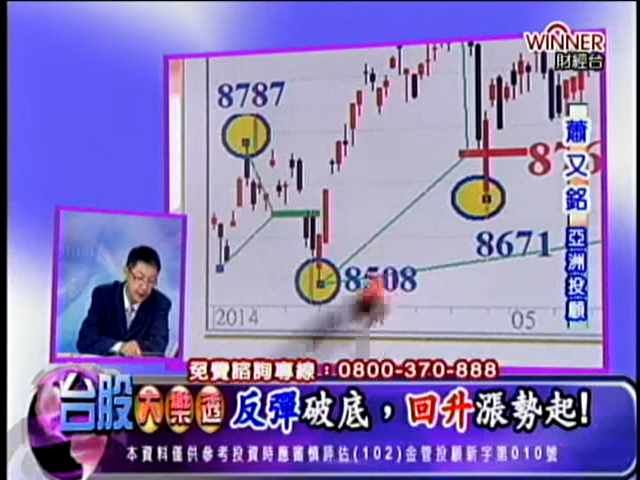 WINNER
財經台
8787
876
蕭又銘 亞洲投顧
8671
8508
2014
05
免費諮詢專線：0800-370-888
台股大樂透 反彈破底，回升漲勢起!
本資料僅供參考投資時應審慎評估(102)金管投顧新字第010號